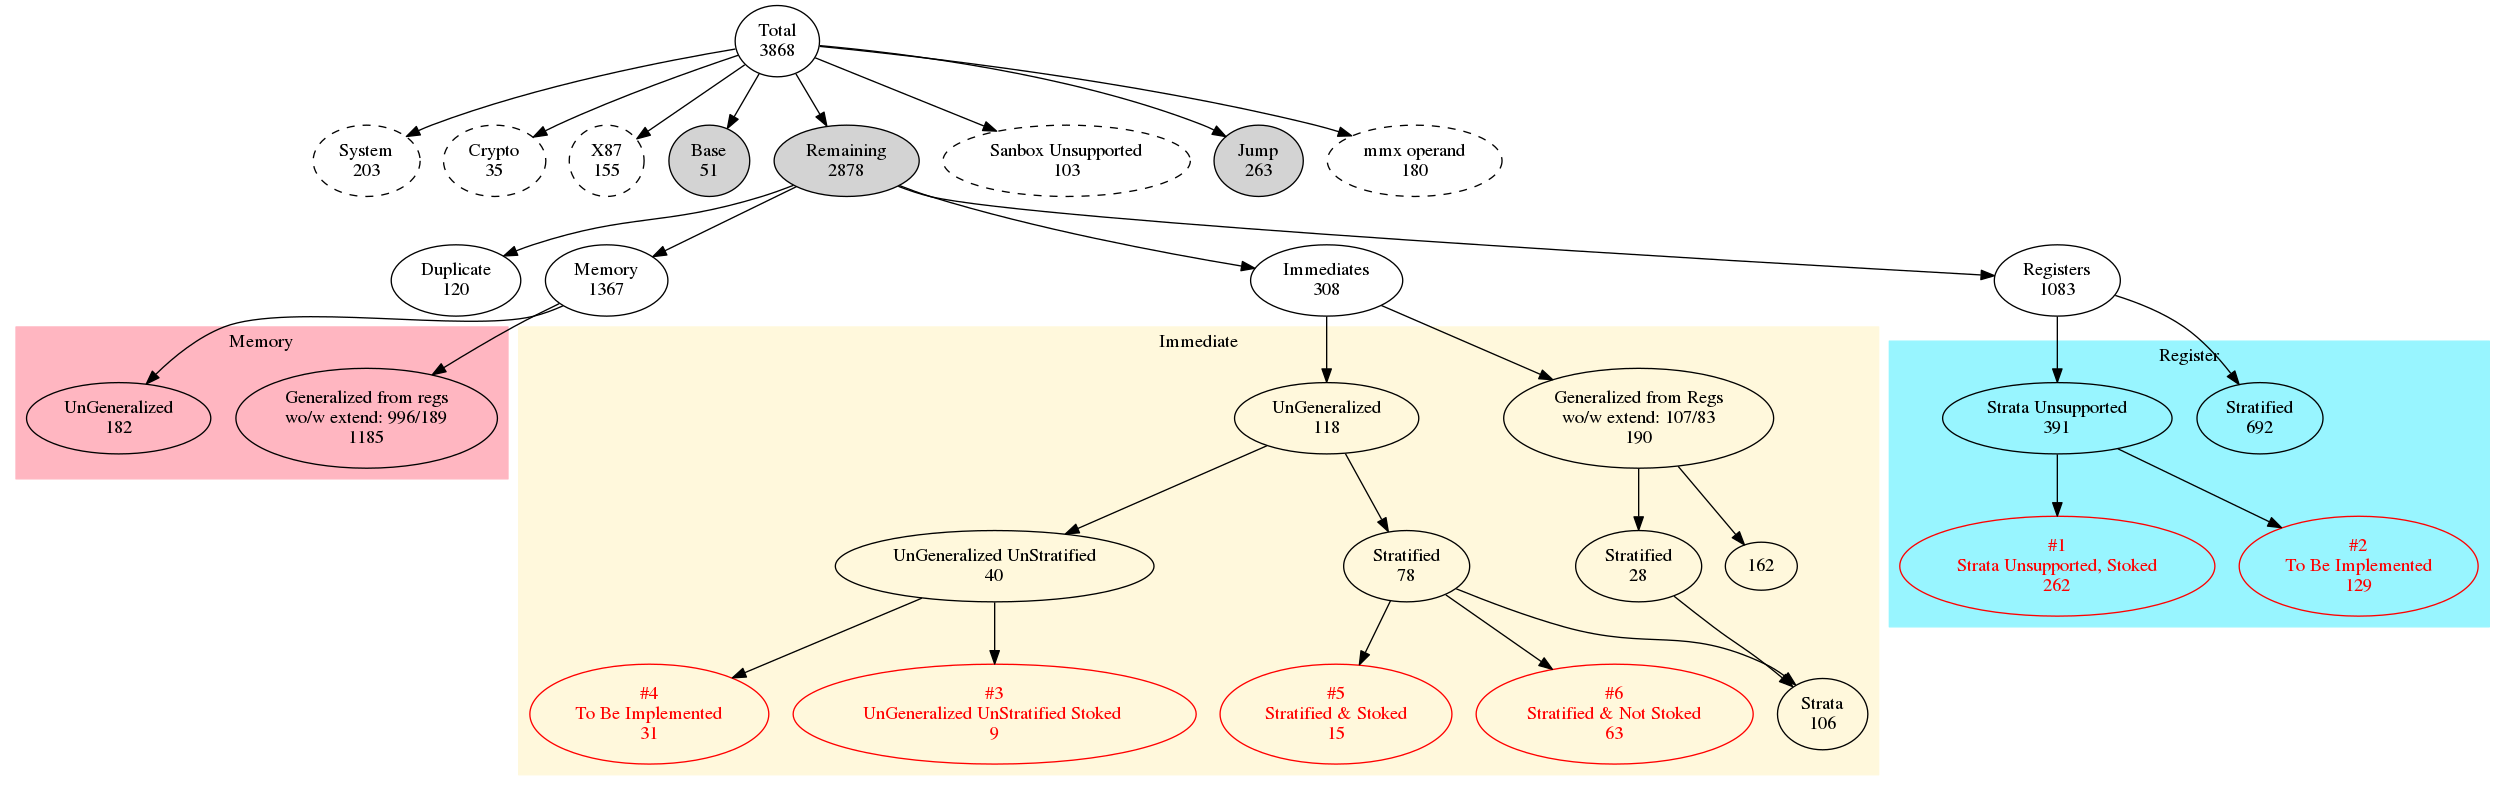 Total
3868
System
203
Crypto
35
X87
155
Base
51
Remaining
2878
Sanbox Unsupported
103
Jump
263
mmx operand
180
Duplicate
120
Memory
1367
Immediates
308
Registers
1083
Memory
UnGeneralized
182
Generalized from regs
wo/w extend: 996/189
1185
Immediate
UnGeneralized
118
Generalized from Regs
wo/w extend: 107/83
190
UnGeneralized UnStratified
40
Stratified
78
Stratified
28
162
#4
To Be Implemented
31
#3
UnGeneralized UnStratified Stoked
9
#5
Stratified & Stoked
15
#6
Stratified & Not Stoked
63
Strata
106
Register
Strata Unsupported
391
Stratified
692
#1
Strata Unsupported, Stoked
262
#2
To Be Implemented
129